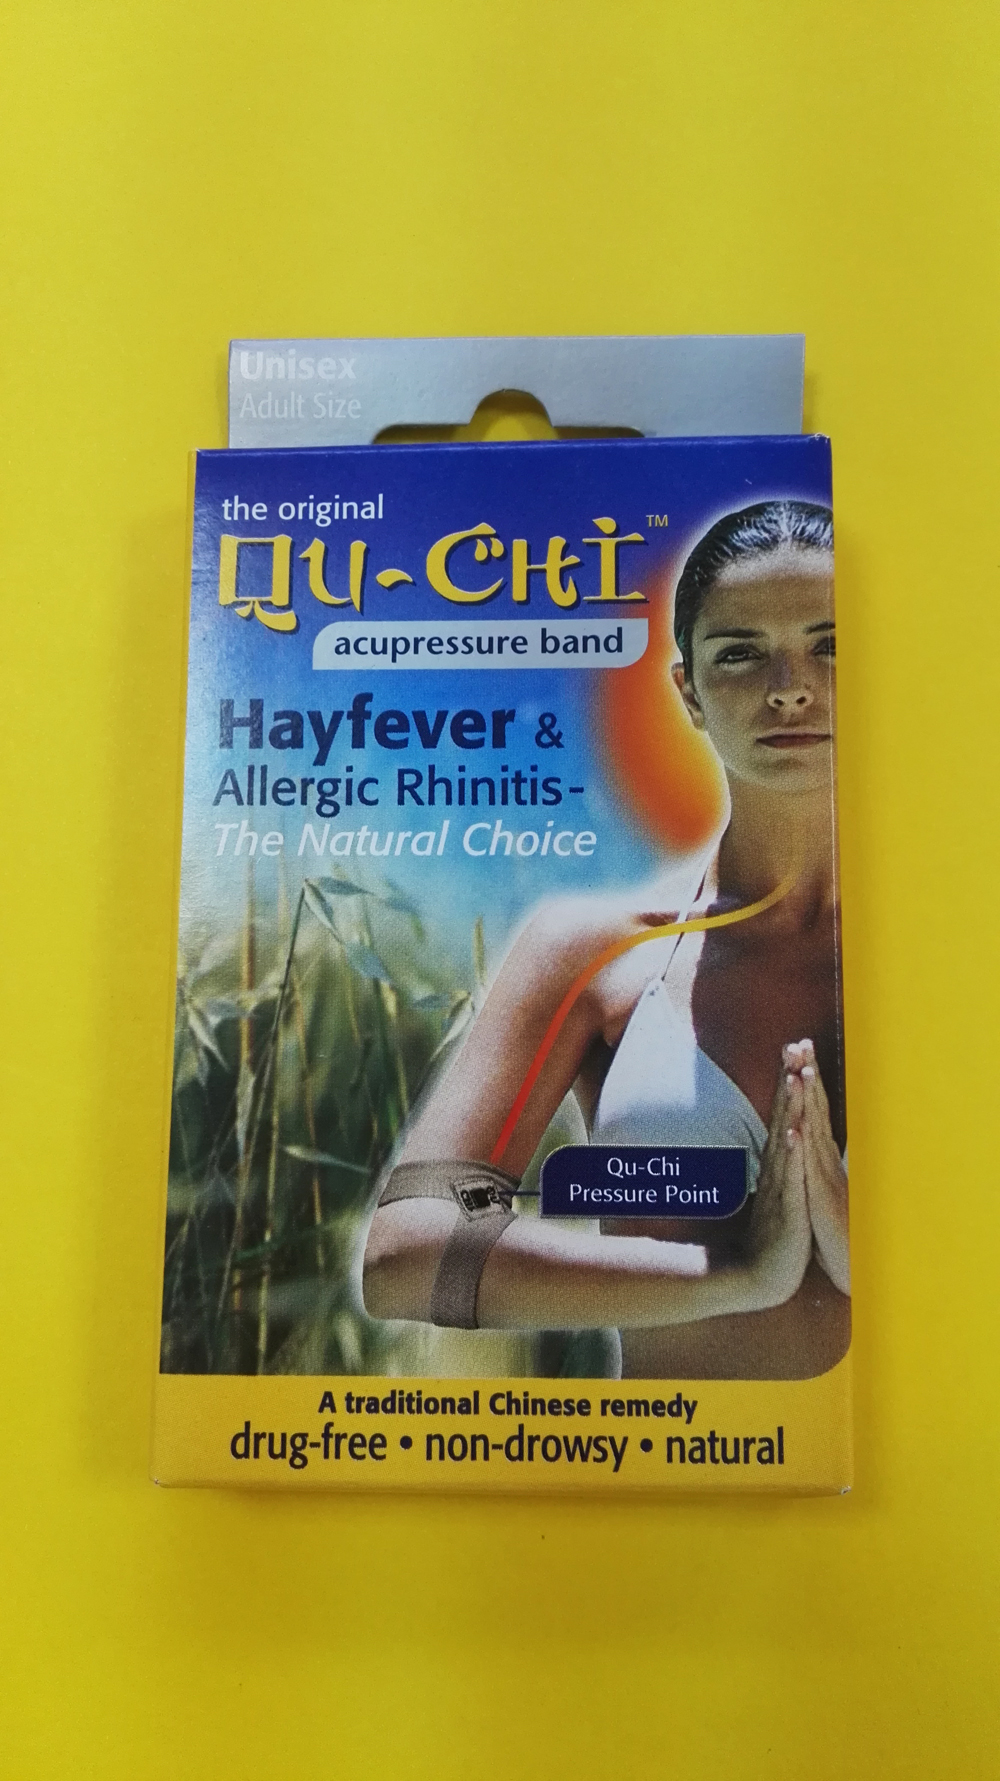 Unisex
Adult Size
the original
QU-CHI™
acupressure band
Hayfever &
Allergic Rhinitis-
The Natural Choice
Qu-Chi
Pressure Point
A traditional Chinese remedy
drug-free • non-drowsy • natural